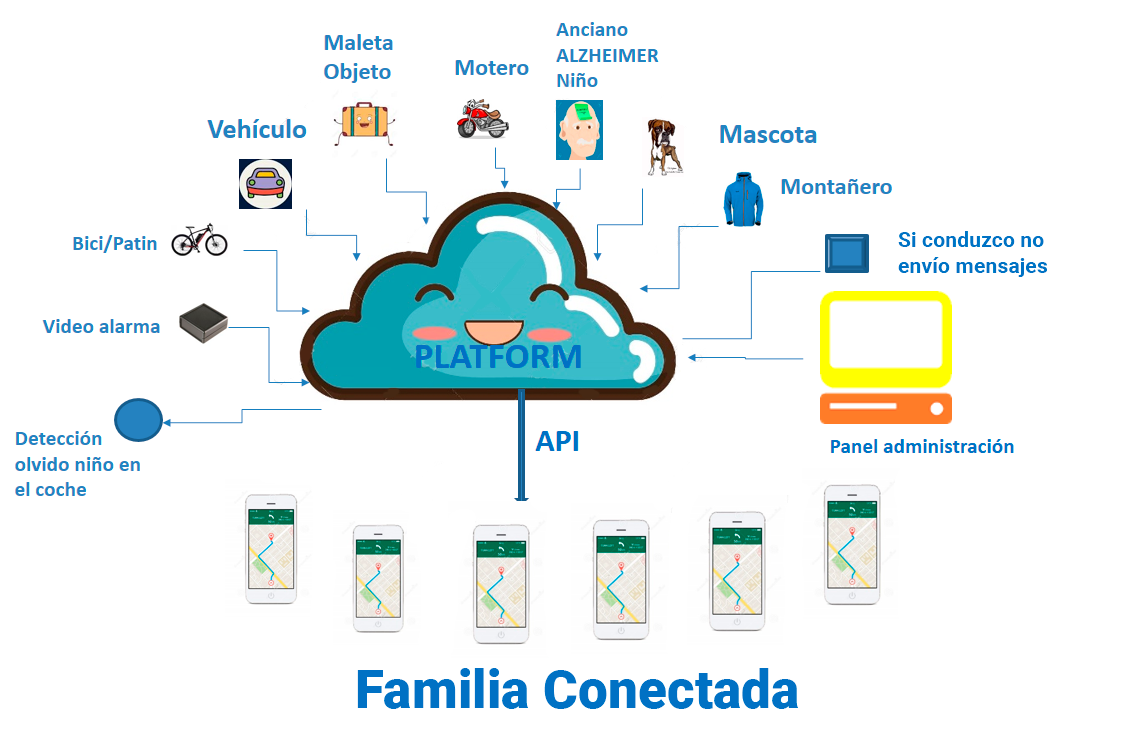 Maleta
Objeto
Motero
Anciano
ALZHEIMER
Niño
Vehículo
Mascota
Montañero
Bici/Patin
Si conduzco no
envío mensajes
Video alarma
PLATFORM
Detección
olvido niño en
el coche
API
Panel administración
Familia Conectada